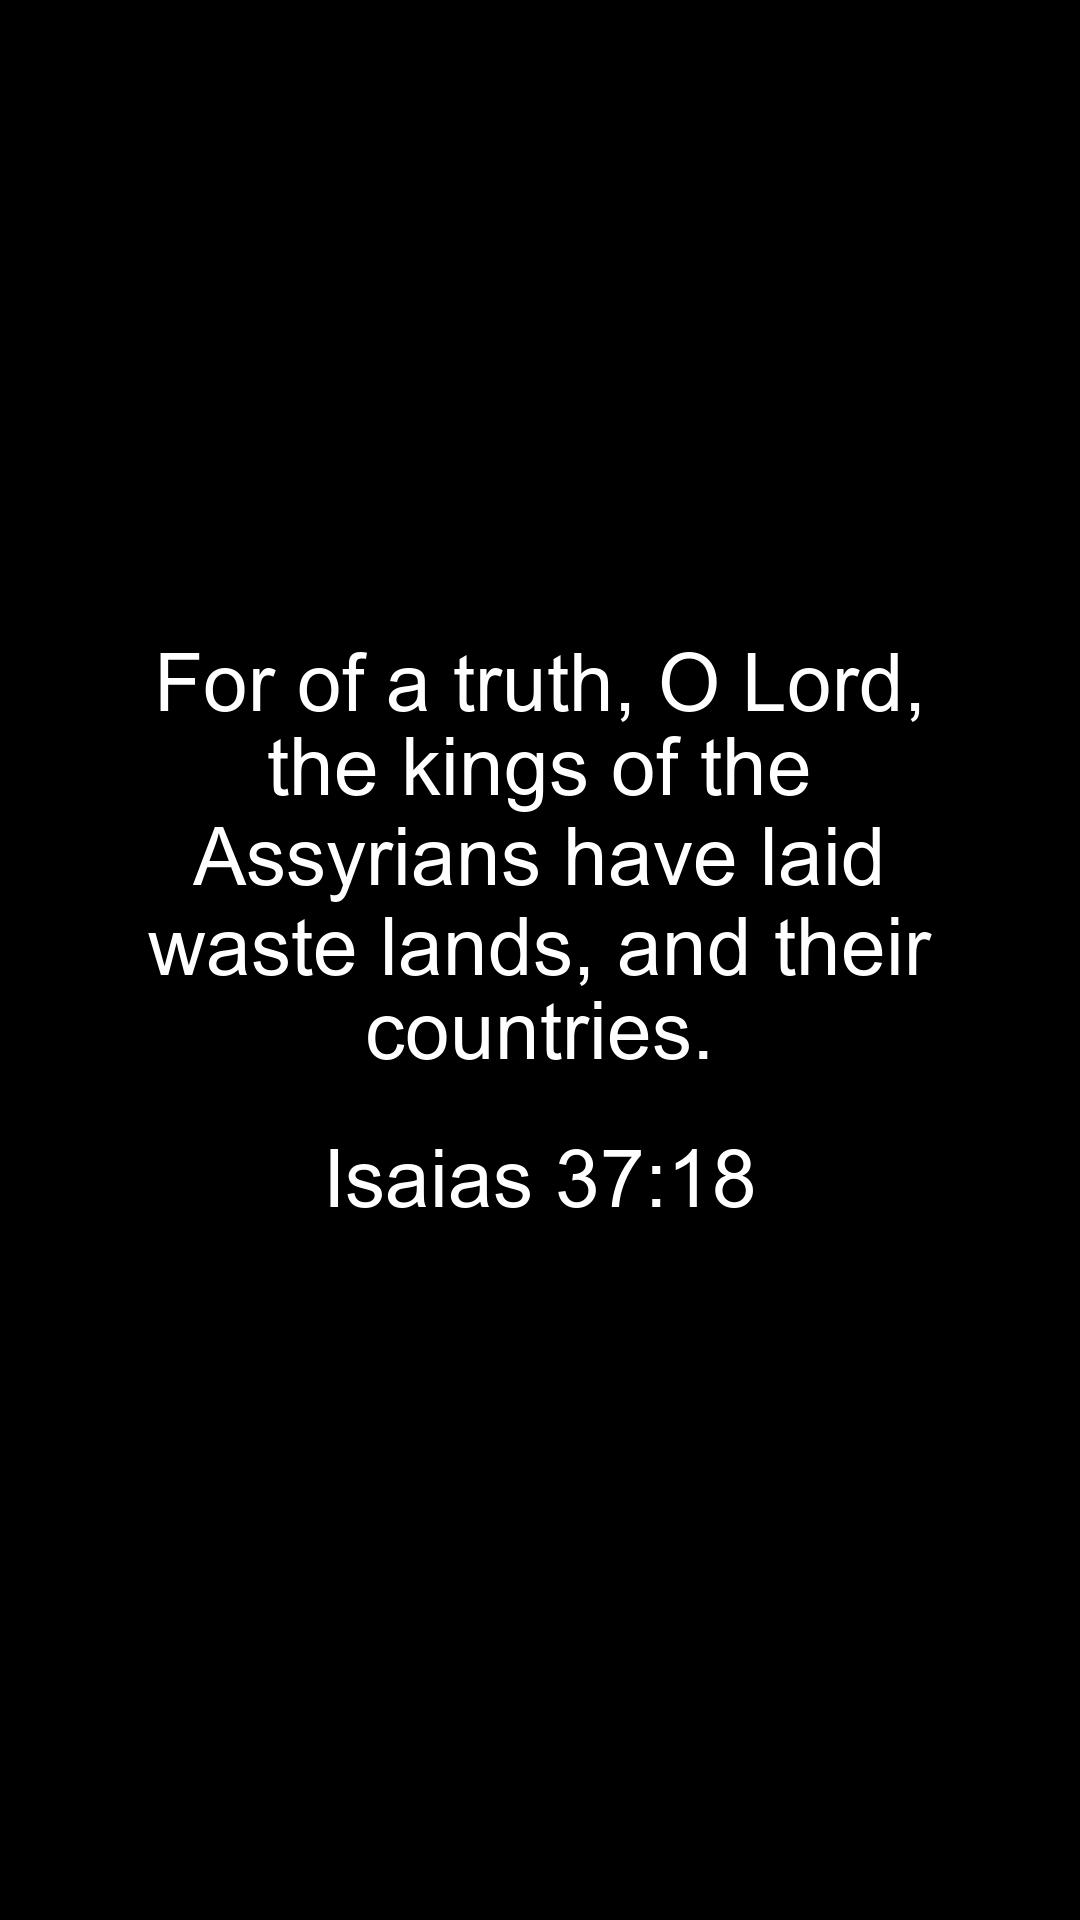 For of a truth, O Lord,
the kings of the
Assyrians have laid
waste lands, and their
countries.
Isaias 37:18